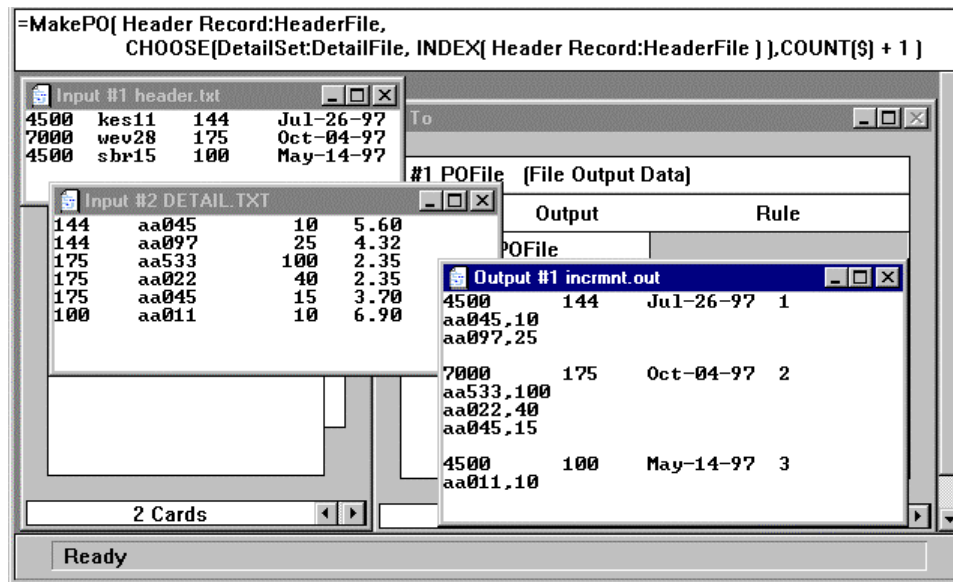 =MakePO( Header Record:HeaderFile,
CHOOSE(DetailSet:DetailFile, INDEX( Header Record:HeaderFile ) ),COUNT($) + 1 )
Input #1 header.txt
4500 kes11 144 Jul-26-97
7000 wev28 175 Oct-04-97
4500 sbr15 100 May-14-97
To
#1 POFile (File Output Data)
Output Rule
POFile
Input #2 DETAIL.TXT
144 aa045 10 5.60
144 aa097 25 4.32
175 aa533 100 2.35
175 aa022 40 2.35
175 aa045 15 3.70
100 aa011 10 6.90
Output #1 incrmnt.out
4500 144 Jul-26-97 1
aa045,10
aa097,25
7000 175 Oct-04-97 2
aa533,100
aa022,40
aa045,15
4500 100 May-14-97 3
aa011,10
2 Cards
Ready